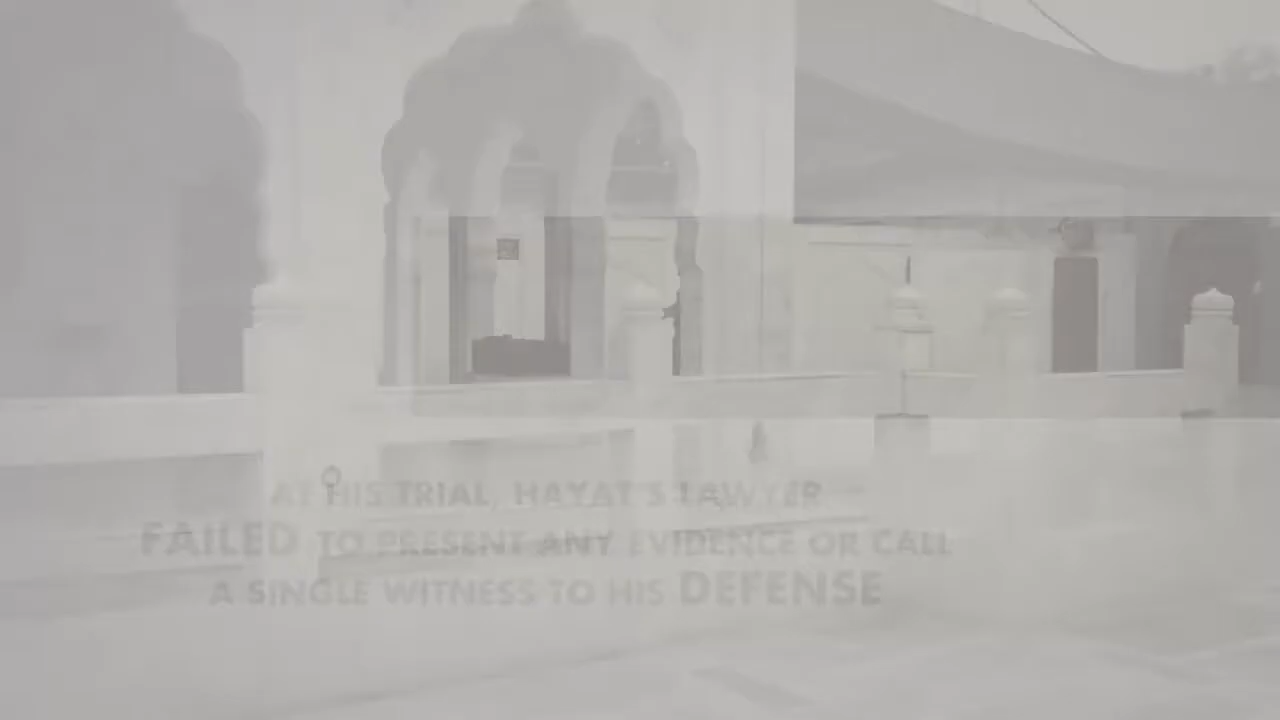 AT HIS TRIAL, HAYAT'S LAWYER
FAILED TO PRESENT ANY EVIDENCE OR CALL
A SINGLE WITNESS TO HIS DEFENSE